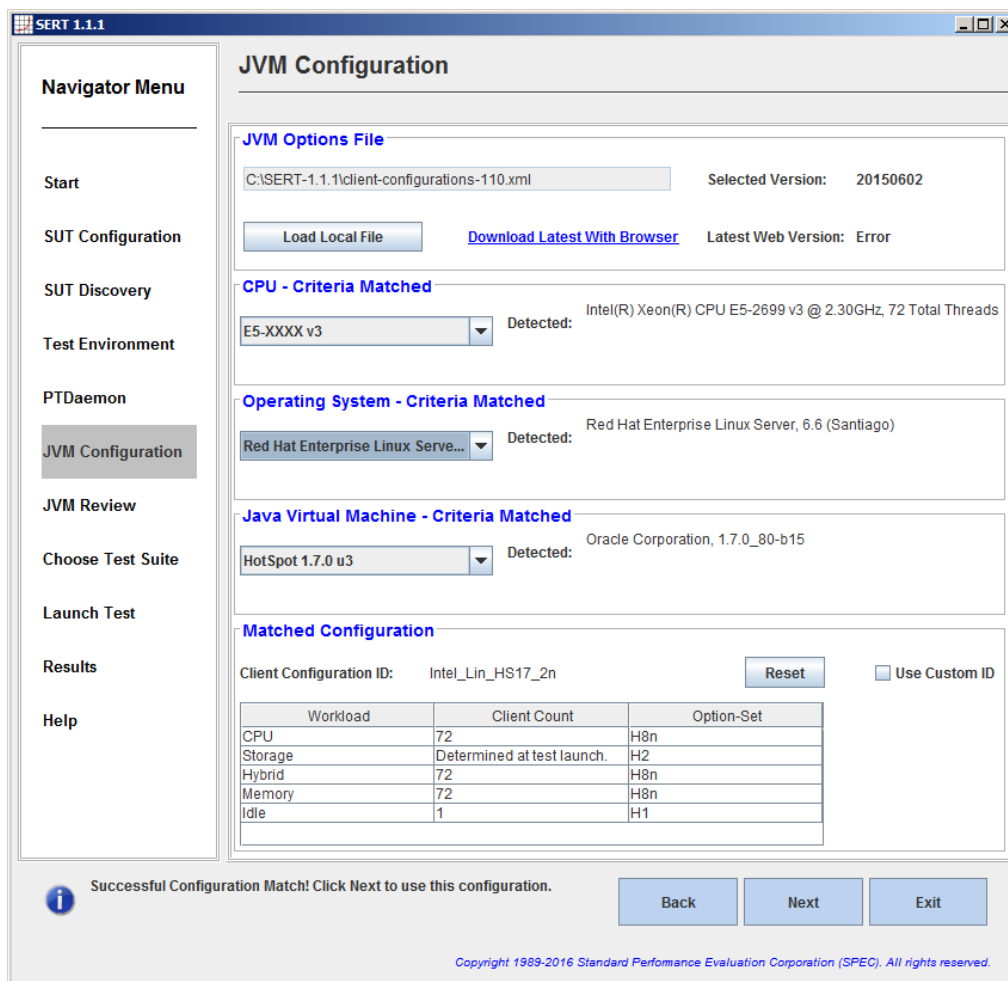 SERT 1.1.1
Navigator Menu
Start
SUT Configuration
SUT Discovery
Test Environment
PTDaemon
JVM Configuration
JVM Review
Choose Test Suite
Launch Test
Results
Help
JVM Configuration
JVM Options File
C:\SERT-1.1.1\client-configurations-110.xml
Selected Version: 20150602
Load Local File
Download Latest With Browser
Latest Web Version: Error
CPU - Criteria Matched
E5-XXXX v3
Detected:
Intel(R) Xeon(R) CPU E5-2699 v3 @ 2.30GHz, 72 Total Threads
Operating System - Criteria Matched
Red Hat Enterprise Linux Serve...
Detected:
Red Hat Enterprise Linux Server, 6.6 (Santiago)
Java Virtual Machine - Criteria Matched
HotSpot 1.7.0 u3
Detected:
Oracle Corporation, 1.7.0_80-b15
Matched Configuration
Client Configuration ID: Intel_Lin_HS17_2n
Reset
Use Custom ID
Workload Client Count Option-Set
CPU 72 H8n
Storage Determined at test launch. H2
Hybrid 72 H8n
Memory 72 H8n
Idle 1 H1
Successful Configuration Match! Click Next to use this configuration.
Back
Next
Exit
Copyright 1989-2016 Standard Performance Evaluation Corporation (SPEC). All rights reserved.